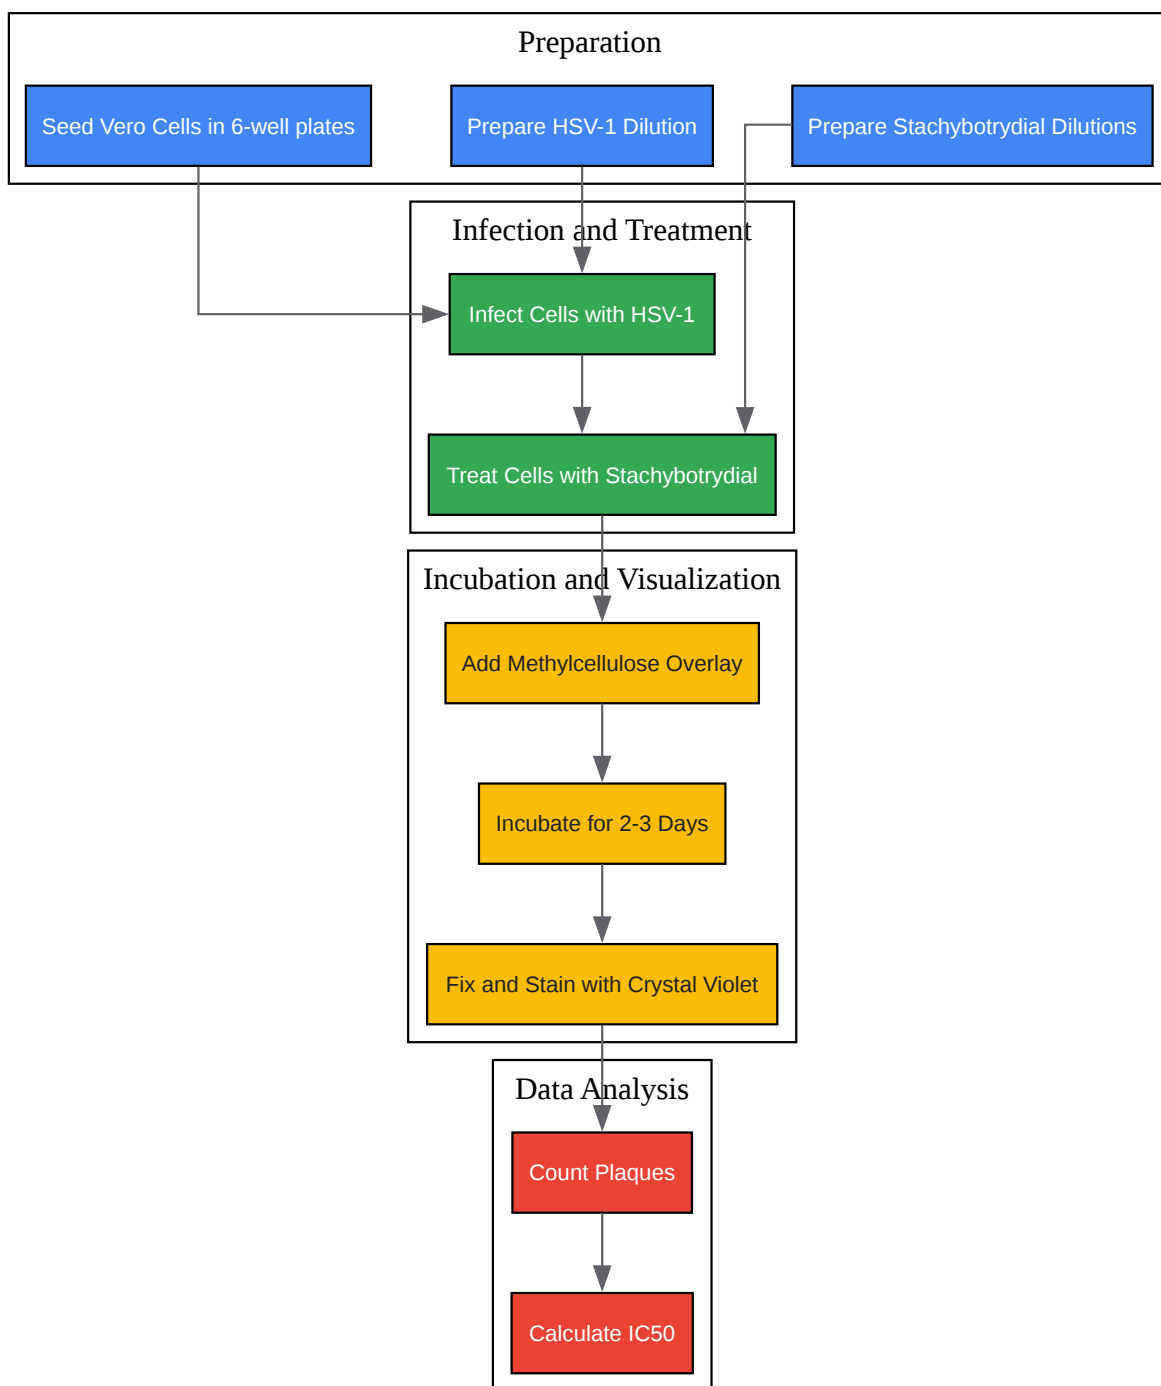 Preparation
Seed Vero Cells in 6-well plates
Prepare HSV-1 Dilution
Prepare Stachybotrydial Dilutions
Infection and Treatment
Infect Cells with HSV-1
Treat Cells with Stachybotrydial
Incubation and Visualization
Add Methylcellulose Overlay
Incubate for 2-3 Days
Fix and Stain with Crystal Violet
Data Analysis
Count Plaques
Calculate IC50